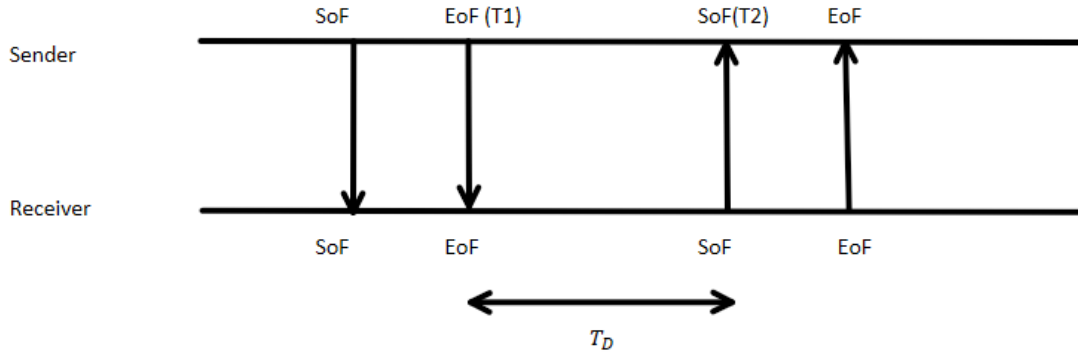 SoF EoF (T1) SoF(T2) EoF
Sender
Receiver
SoF EoF SoF EoF
T_D